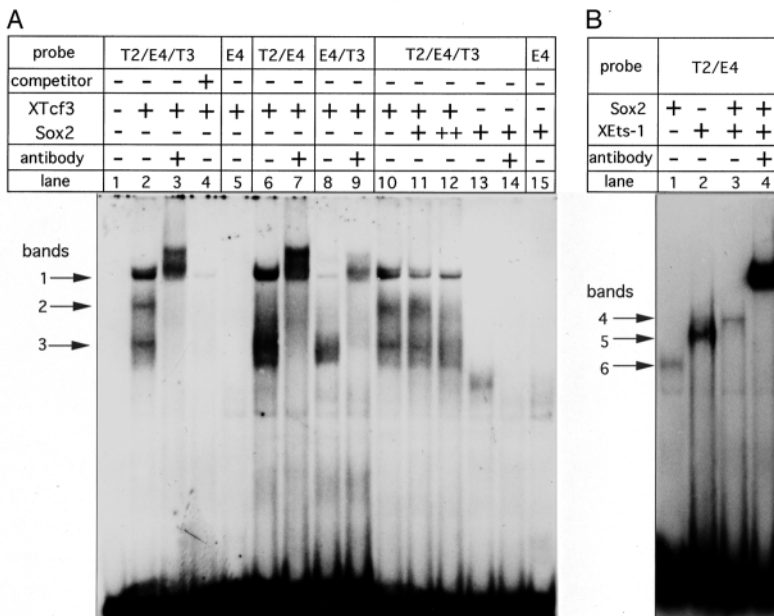 A
probe T2/E4/T3 E4 T2/E4 E4/T3 T2/E4/T3 E4
competitor - - - + - - - - - - - - - - -
XTcf3 - + + + + + + + + + + + - - -
Sox2 - - - - - - - - - - + ++ + + +
antibody - - + - - - + - + - - - - + -
lane 1 2 3 4 5 6 7 8 9 10 11 12 13 14 15
bands
1
2
3
B
probe T2/E4
Sox2 + - + +
XEts-1 - + + +
antibody - - - +
lane 1 2 3 4
bands
4
5
6